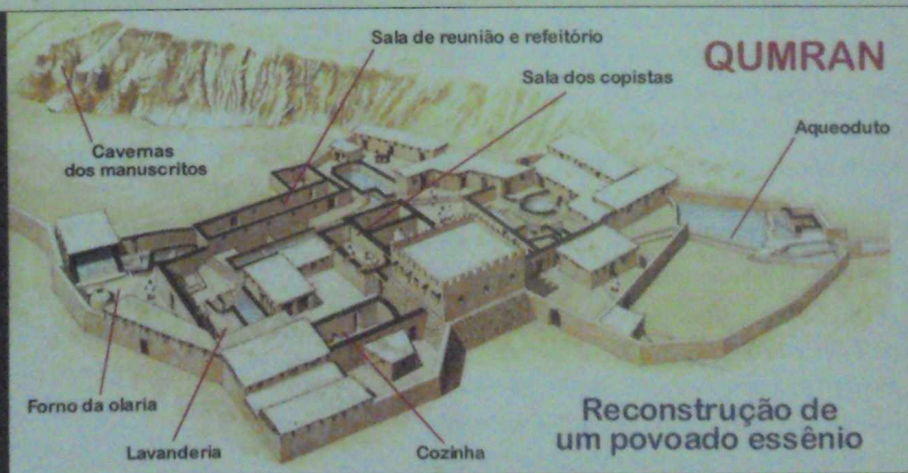 QUMRAN
Sala de reunião e refeitório
Sala dos copistas
Aqueoduto
Cavernas
dos manuscritos
Forno da olaria
Lavanderia
Cozinha
Reconstrução de
um povoado essênio